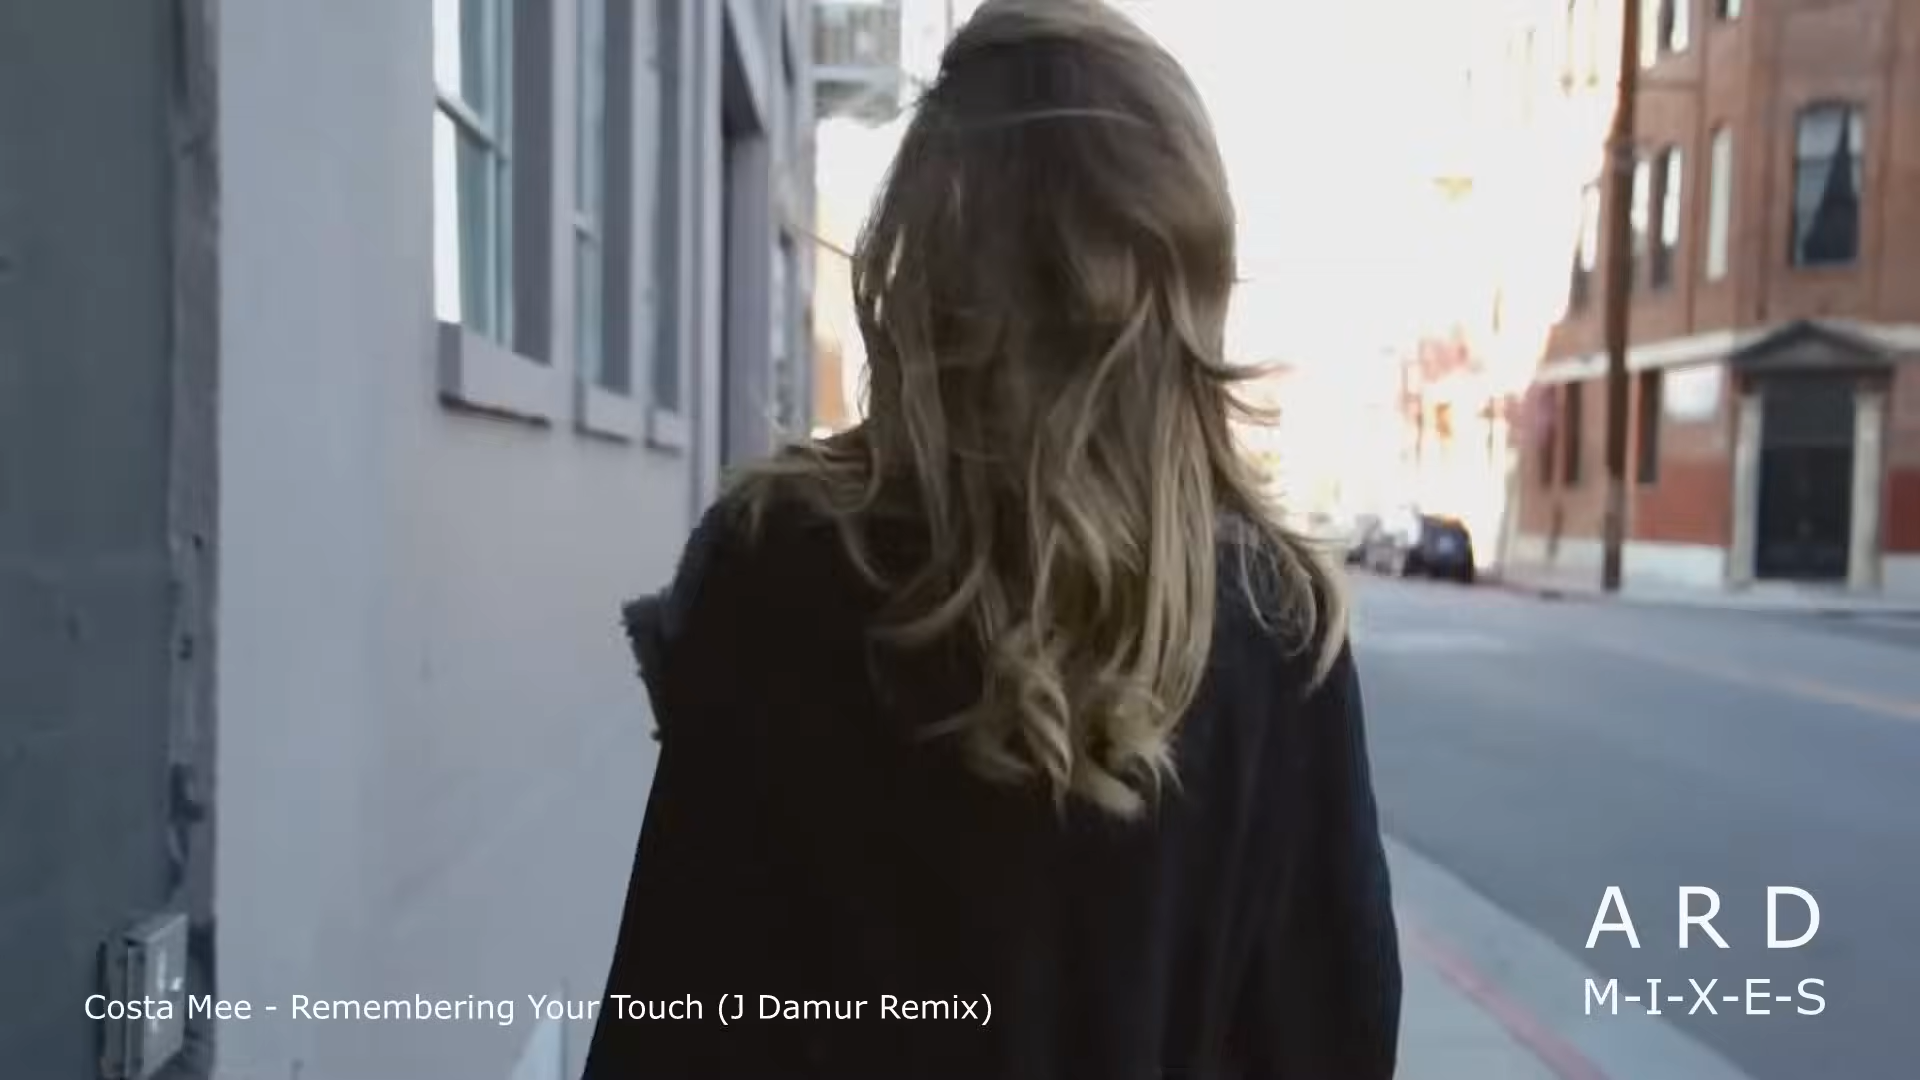 Costa Mee - Remembering Your Touch (J Damur Remix)
A R D
M-I-X-E-S